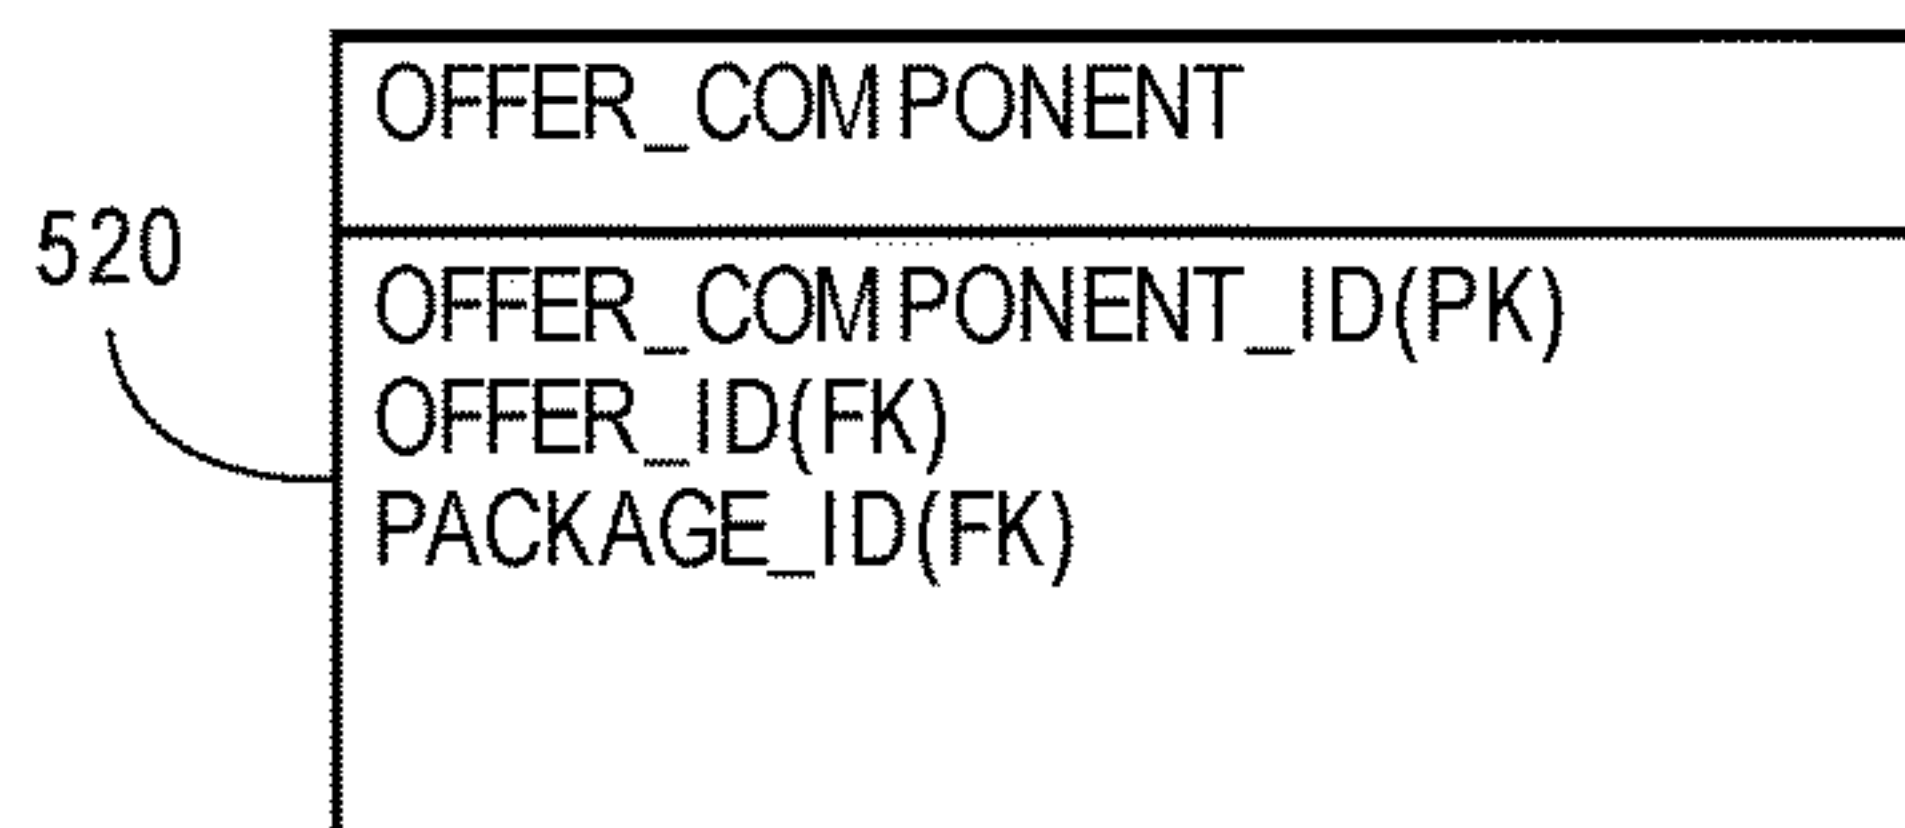 OFFER_COMPONENT
520
OFFER_COMPONENT_ID(PK)
OFFER_ID(FK)
PACKAGE_ID(FK)